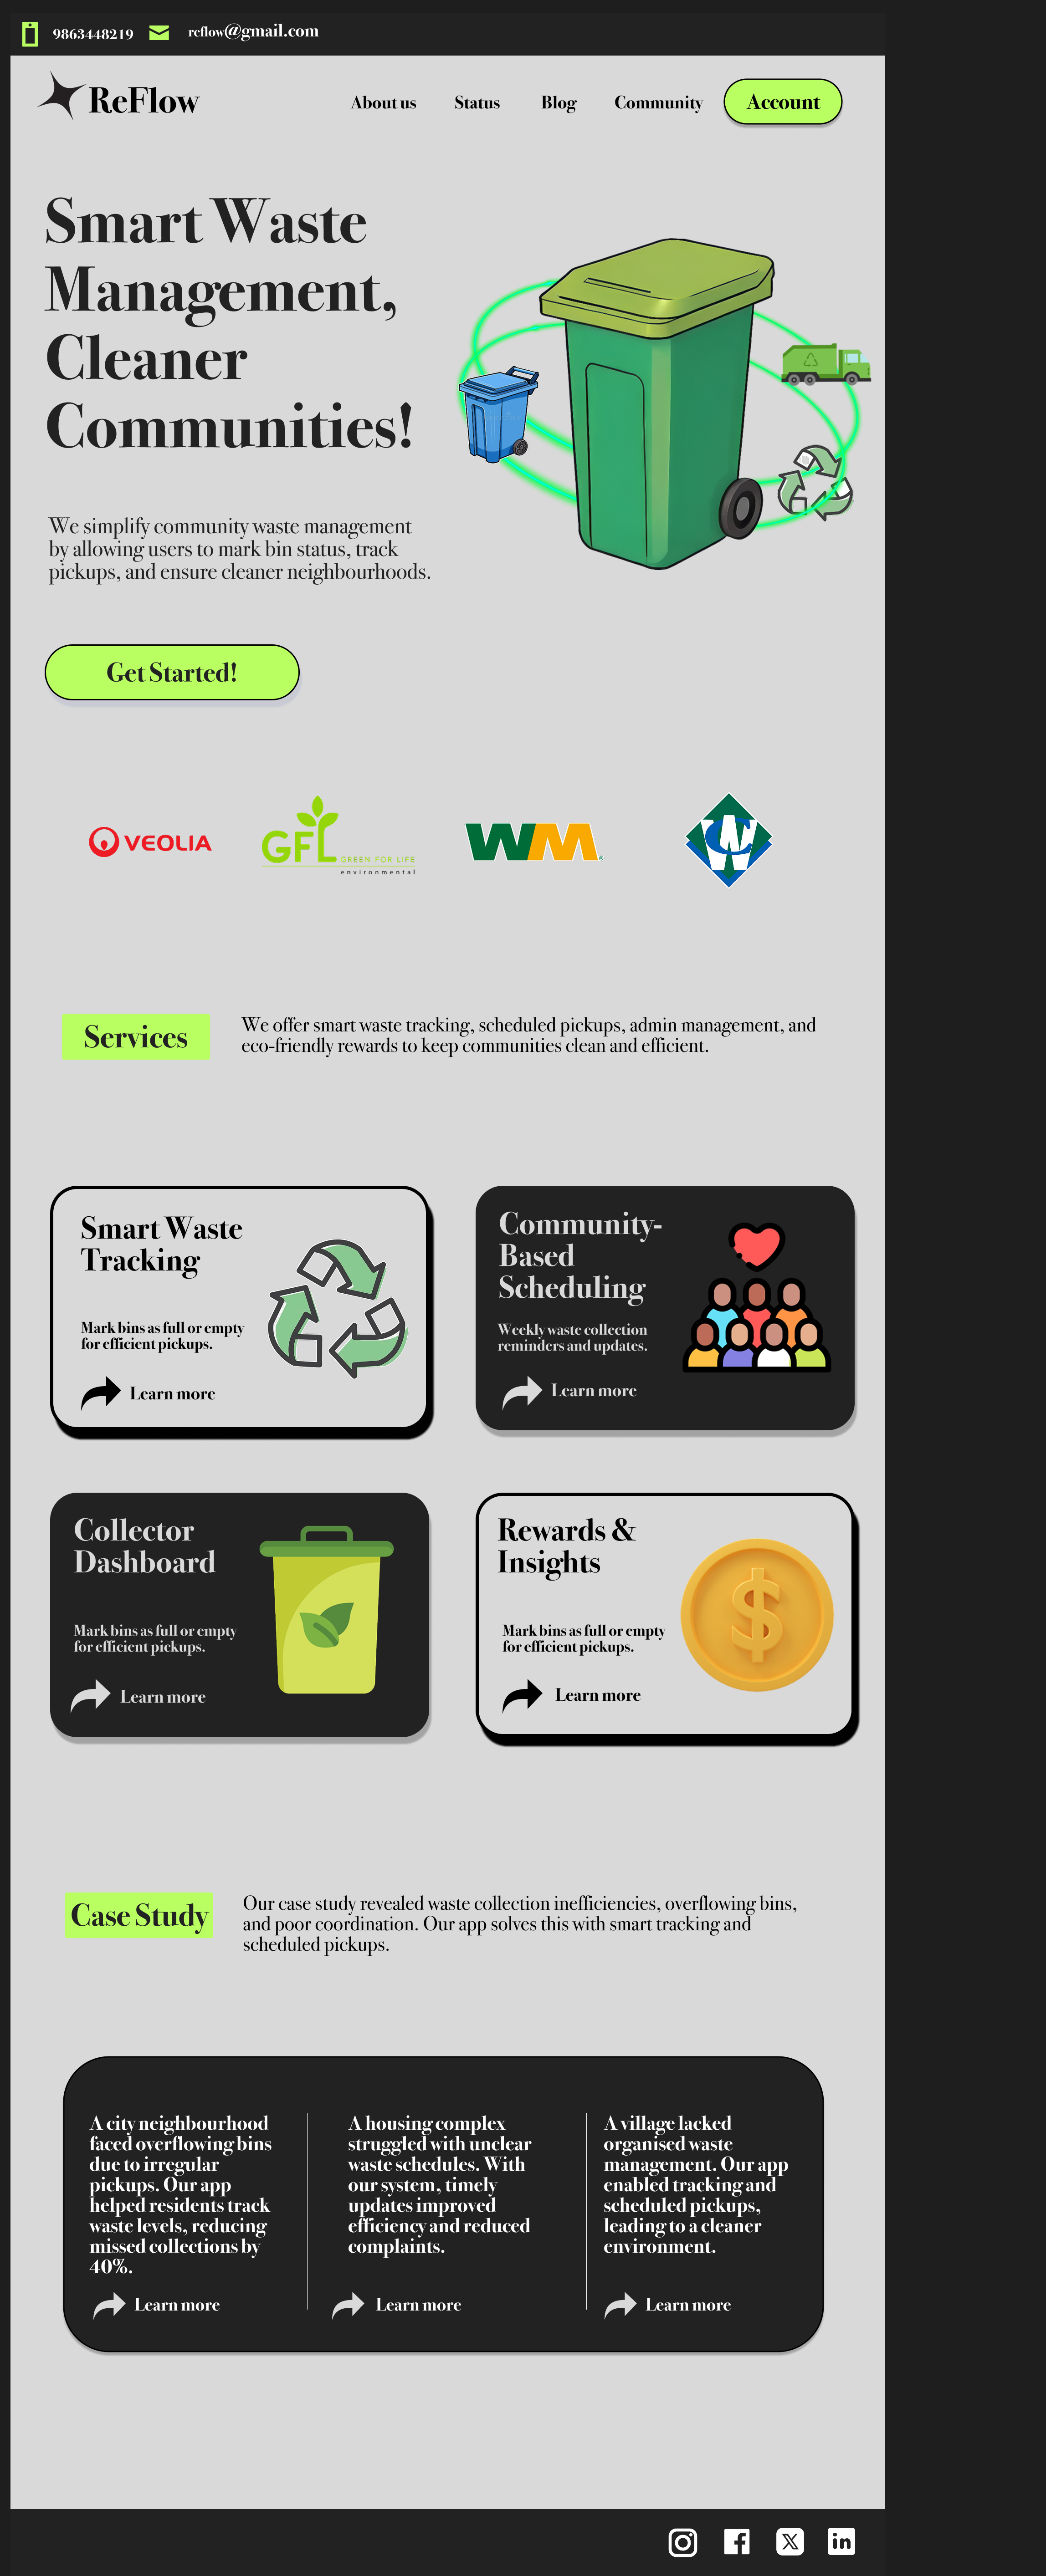 9863448219
reflow@gmail.com
ReFlow
About us
Status
Blog
Community
Account
Smart Waste
Management,
Cleaner
Communities!
We simplify community waste management
by allowing users to mark bin status, track
pickups, and ensure cleaner neighbourhoods.
Get Started!
VEOLIA
GFL
GREEN FOR LIFE
environmental
WM
WC
Services
We offer smart waste tracking, scheduled pickups, admin management, and
eco-friendly rewards to keep communities clean and efficient.
Smart Waste
Tracking
Mark bins as full or empty
for efficient pickups.
Learn more
Community-
Based
Scheduling
Weekly waste collection
reminders and updates.
Learn more
Collector
Dashboard
Mark bins as full or empty
for efficient pickups.
Learn more
Rewards &
Insights
Mark bins as full or empty
for efficient pickups.
Learn more
$
Case Study
Our case study revealed waste collection inefficiencies, overflowing bins,
and poor coordination. Our app solves this with smart tracking and
scheduled pickups.
A city neighbourhood
faced overflowing bins
due to irregular
pickups. Our app
helped residents track
waste levels, reducing
missed collections by
40%.
Learn more
A housing complex
struggled with unclear
waste schedules. With
our system, timely
updates improved
efficiency and reduced
complaints.
Learn more
A village lacked
organised waste
management. Our app
enabled tracking and
scheduled pickups,
leading to a cleaner
environment.
Learn more